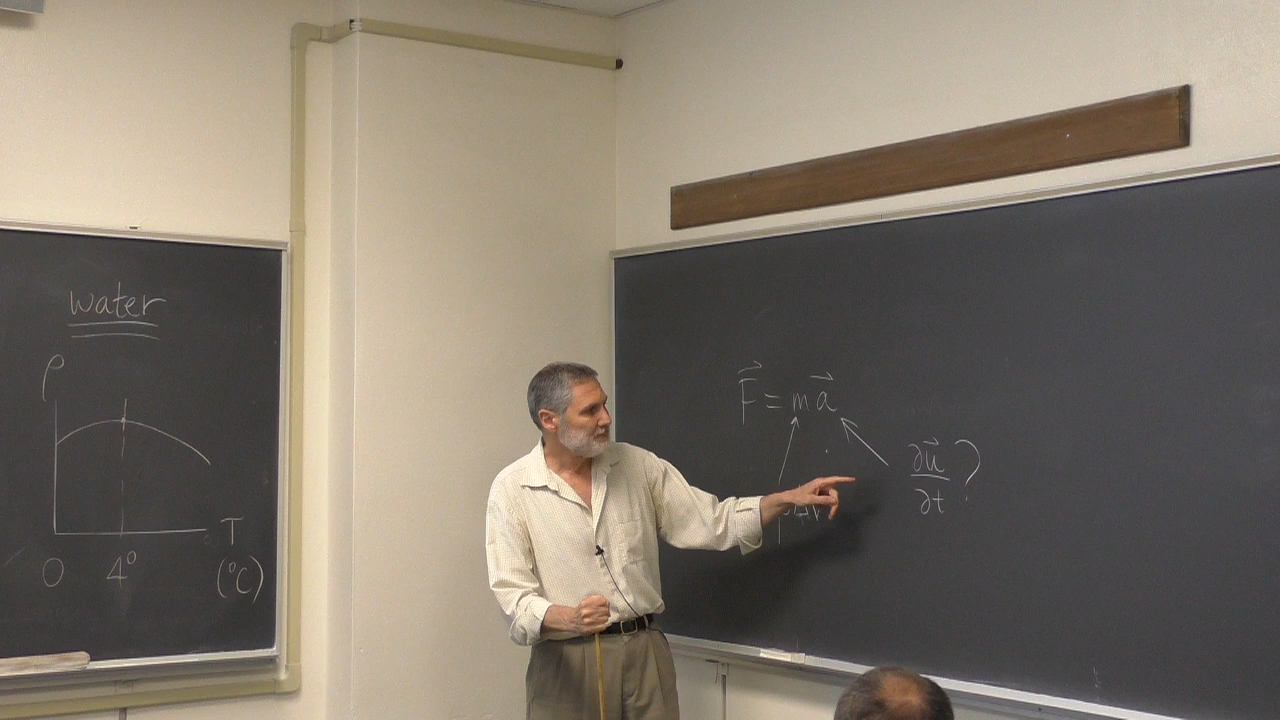 water
ρ
T
0 4°
(°C)
F⃗ = ma⃗
∂u⃗/∂t ?